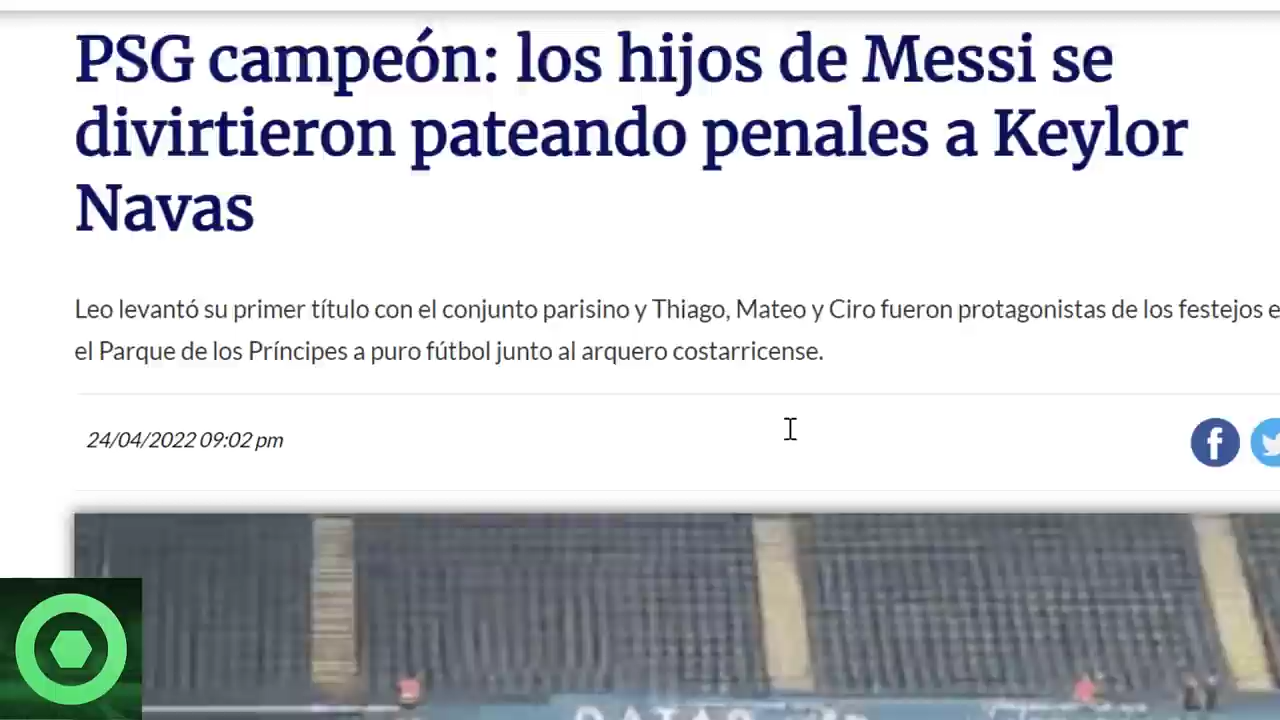 PSG campeón: los hijos de Messi se
divirtieron pateando penales a Keylor
Navas
Leo levantó su primer título con el conjunto parisino y Thiago, Mateo y Ciro fueron protagonistas de los festejos e
el Parque de los Príncipes a puro fútbol junto al arquero costarricense.
24/04/2022 09:02 pm